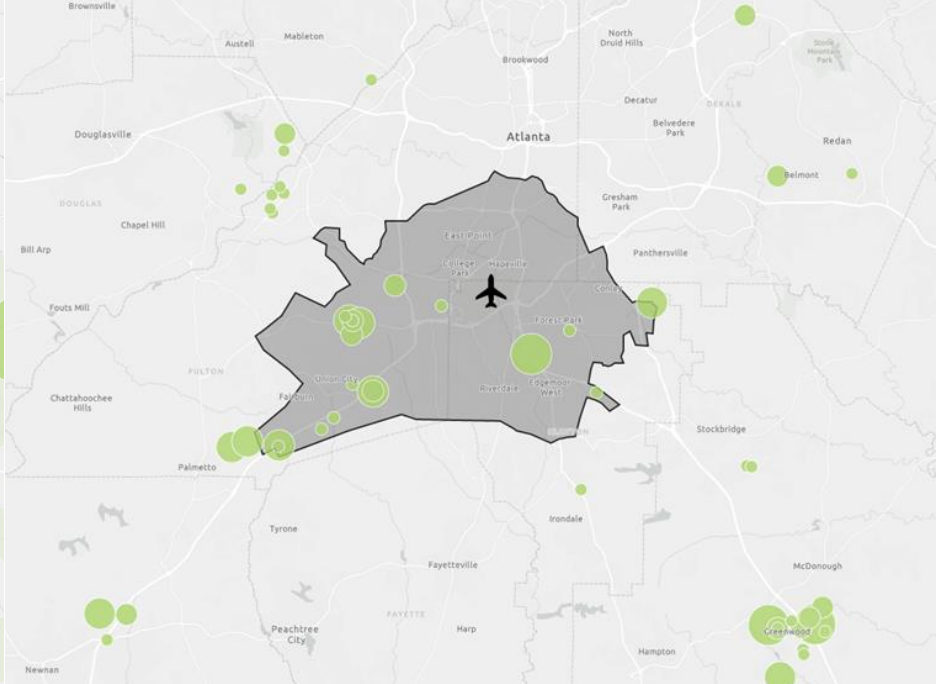 Brownsville
Austell
Mableton
North
Druid Hills
Stone
Mountain
Park
Brookwood
Decatur
DEKALB
Belvedere
Park
Douglasville
Atlanta
Redan
Belmont
DOUGLAS
Gresham
Park
Chapel Hill
East Point
Bill Arp
Panthersville
College
Park
Hapeville
Conley
Fouts Mill
Forest Park
FULTON
Union City
Riverdale
Edgemoor
West
Fairburn
Chattahoochee
Hills
Stockbridge
CLAYTON
Palmetto
Irondale
Tyrone
Fayetteville
McDonough
FAYETTE
Peachtree
City
Harp
Greenwood
Hampton
Newnan